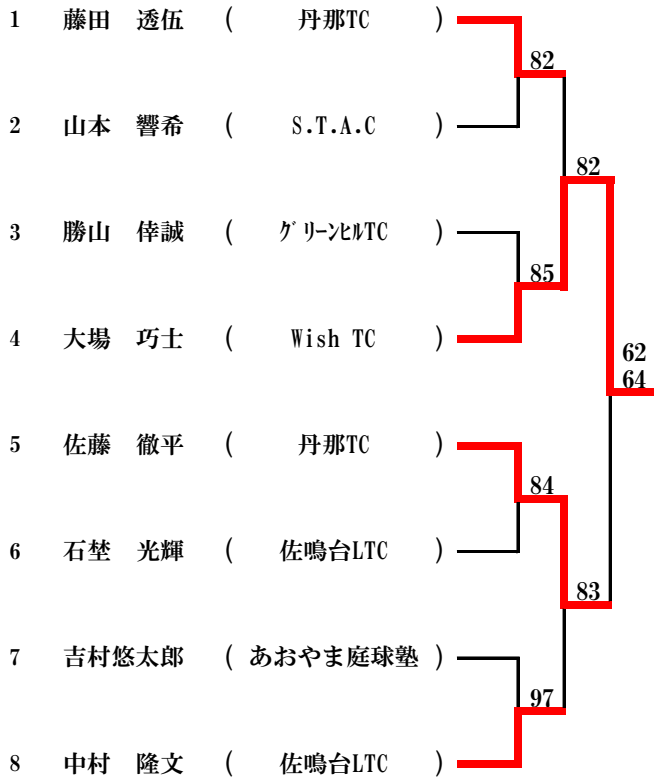 1 藤田 透伍 ( 丹那TC )
82
2 山本 響希 ( S.T.A.C )
82
3 勝山 倖誠 ( ｸﾞﾘｰﾝﾋﾙTC )
85
4 大場 巧士 ( Wish TC )
62
64
5 佐藤 徹平 ( 丹那TC )
84
6 石埜 光輝 ( 佐鳴台LTC )
83
7 吉村悠太郎 ( あおやま庭球塾 )
97
8 中村 隆文 ( 佐鳴台LTC )